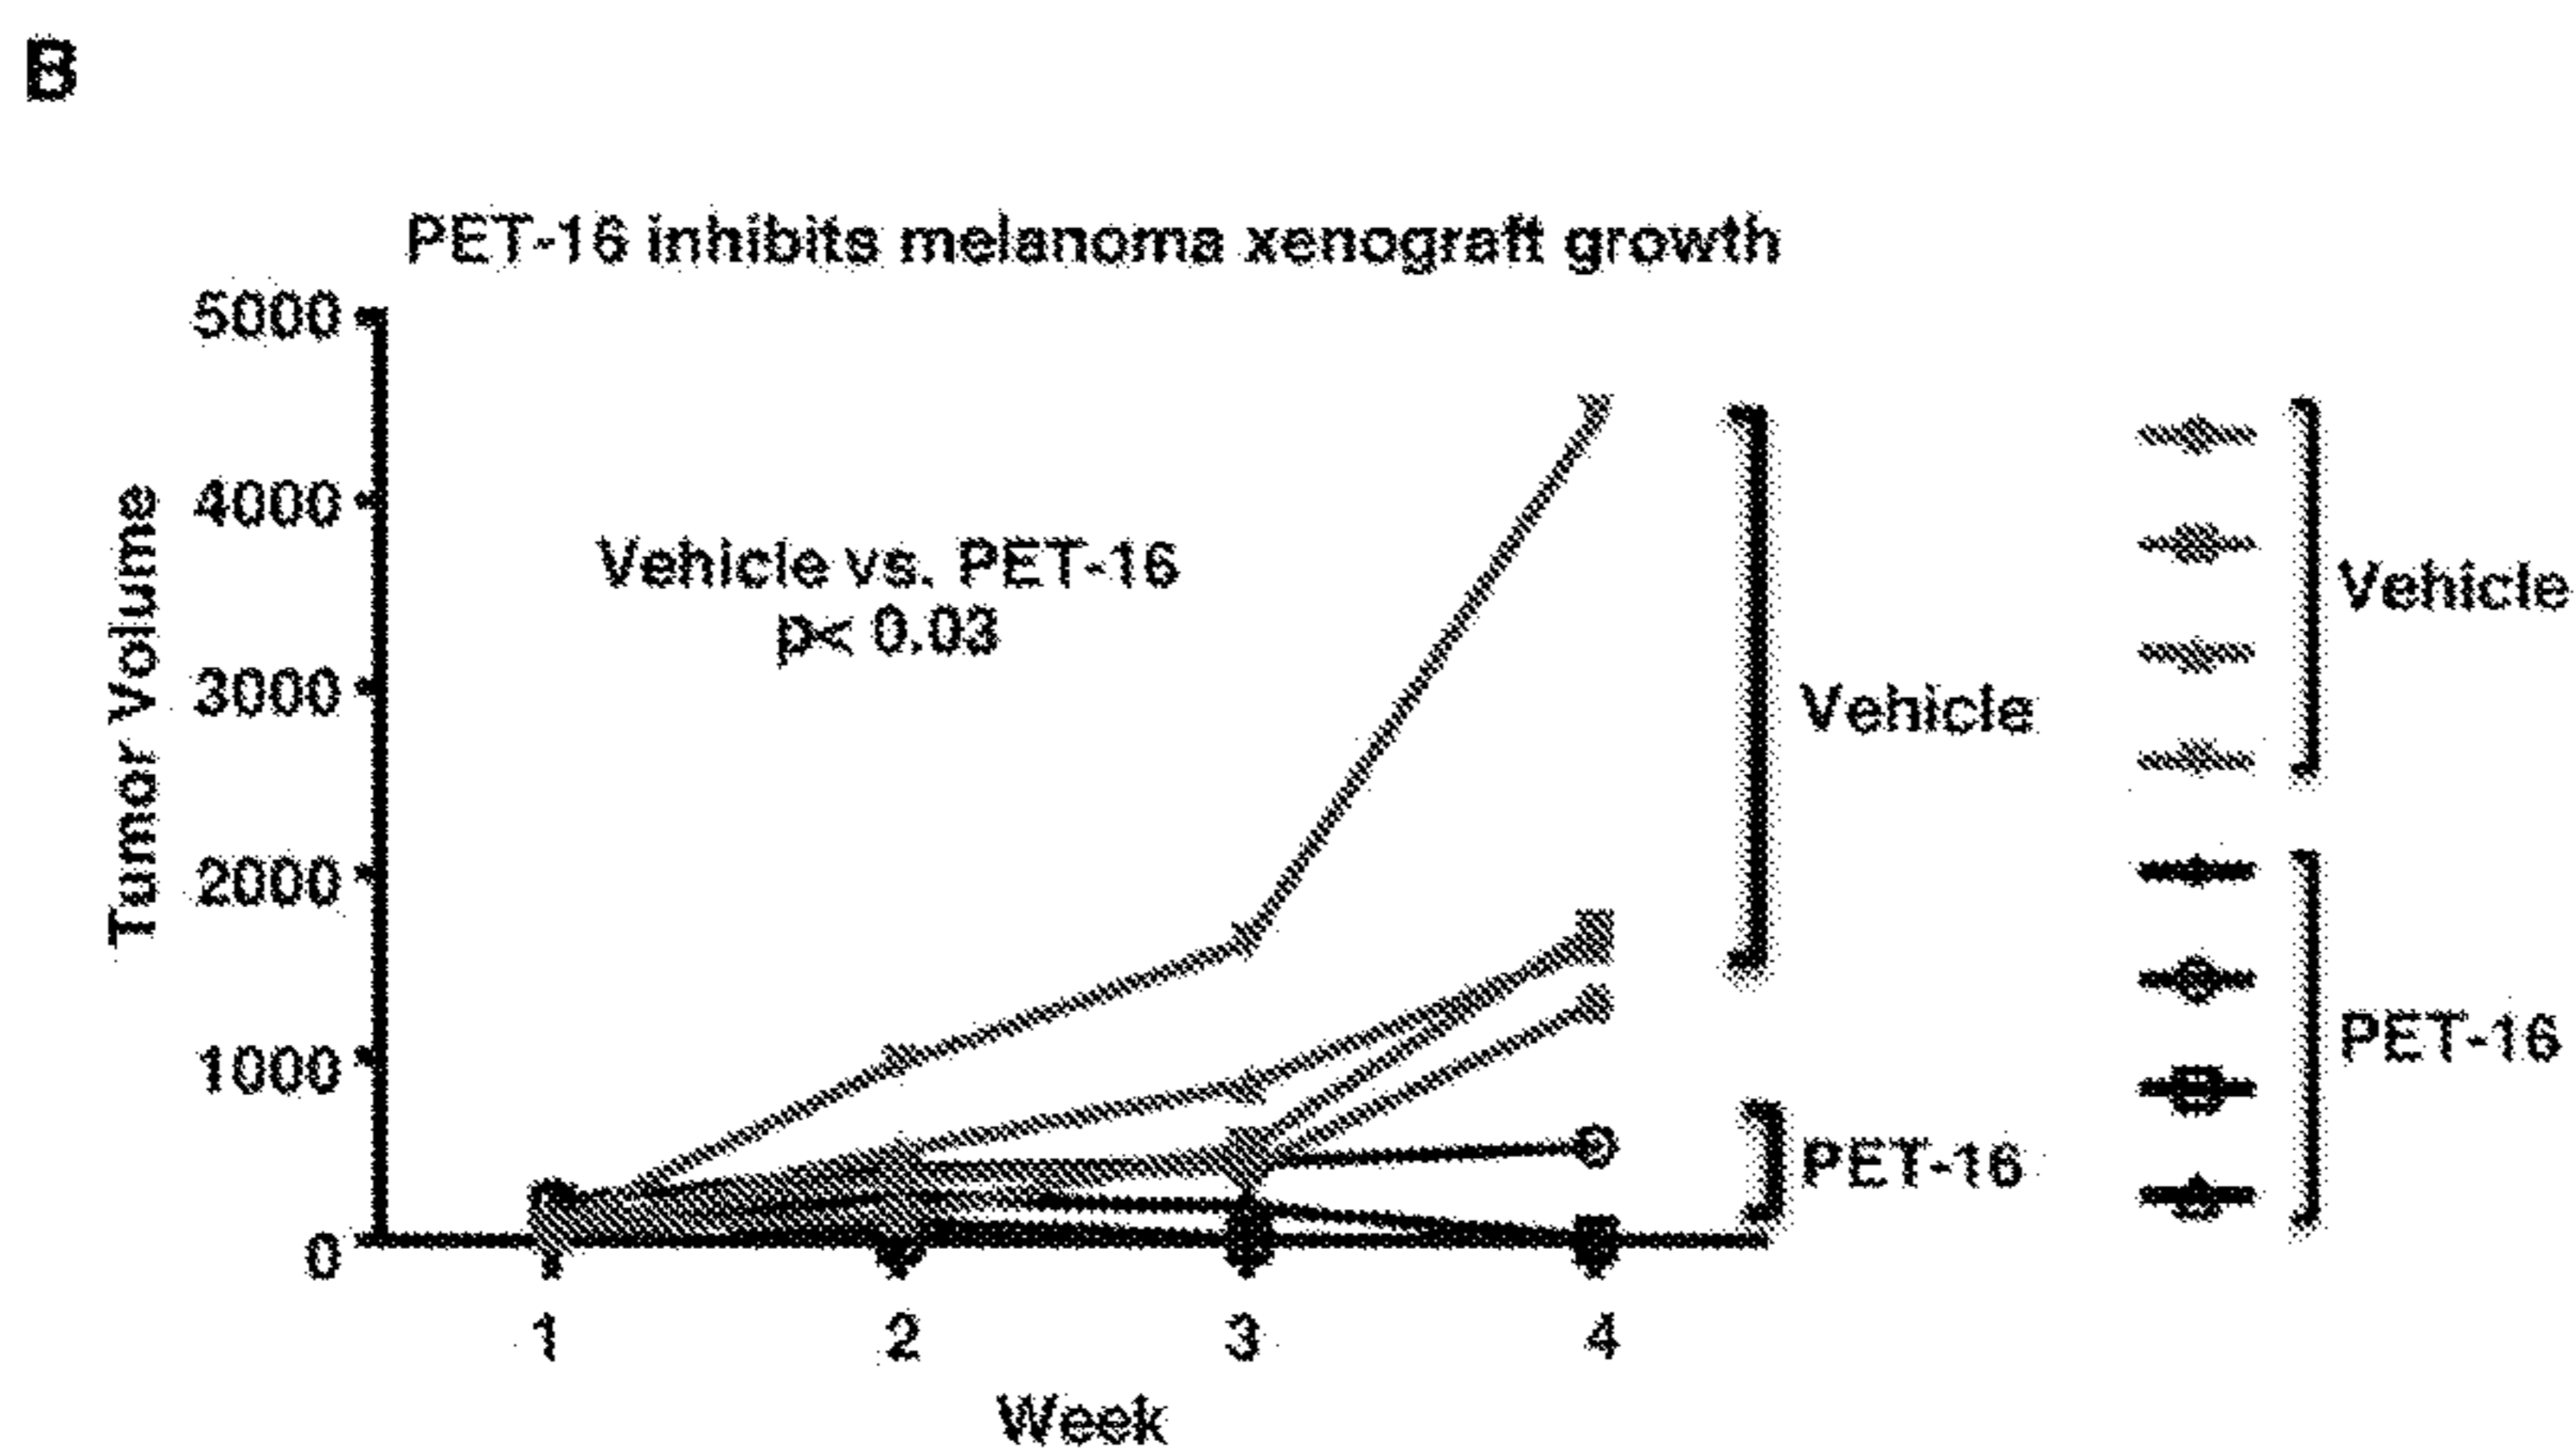 B
PET-16 inhibits melanoma xenograft growth
5000
4000
3000
2000
1000
0
Tumor Volume
Vehicle vs. PET-16
p< 0.03
Vehicle
PET-16
Vehicle
PET-16
1 2 3 4
Week